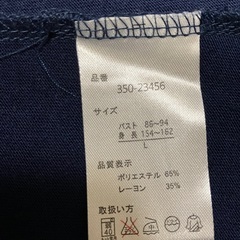 品番
350-23456
サイズ
バスト 86~94
身長 154~162
L
品質表示
ポリエステル 65%
レーヨン 35%
取扱い方
40